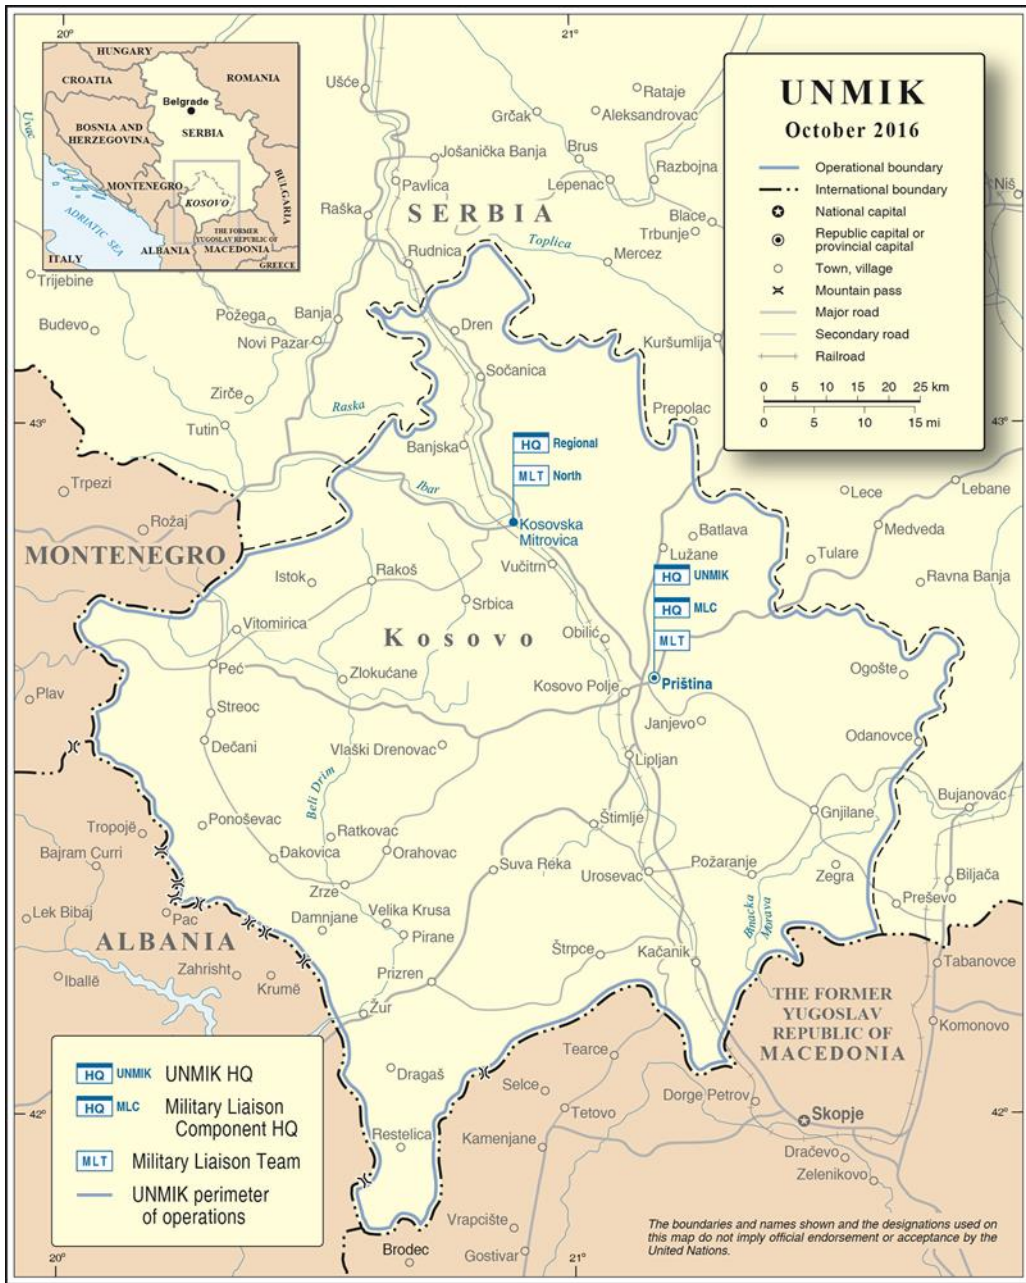 20°
21°
HUNGARY
CROATIA
ROMANIA
Belgrade
BOSNIA AND
HERZEGOVINA
SERBIA
MONTENEGRO
KOSOVO
BULGARIA
ADRIATIC SEA
THE FORMER
YUGOSLAV REPUBLIC OF
MACEDONIA
ALBANIA
ITALY
GREECE
UNMIK
October 2016
Operational boundary
International boundary
National capital
Republic capital or
provincial capital
Town, village
Mountain pass
Major road
Secondary road
Railroad
0 5 10 15 20 25 km
0 5 10 15 mi
Uvac
Ušće
Rataje
Grčak
Aleksandrovac
Jošanička Banja
Brus
Razbojna
Pavlica
Lepenac
Niš
Raška
SERBIA
Blace
Trbunje
Toplica
Rudnica
Mercez
Trijebine
Požega
Banja
Budevo
Dren
Novi Pazar
Kuršumlija
Sočanica
Zirče
Raska
Prepolac
43°
43°
Tutin
Banjska
HQ Regional
MLT North
Trpezi
Ibar
Lece
Lebane
Rožaj
Kosovska
Mitrovica
Batlava
Medveda
MONTENEGRO
Lužane
Tulare
Vučitrn
Istok
Rakoš
HQ UNMIK
Ravna Banja
Srbica
HQ MLC
Vitomirica
Kosovo
Obilić
MLT
Peć
Zlokućane
Ogošte
Plav
Kosovo Polje
Priština
Streoc
Janjevo
Dečani
Vlaški Drenovac
Odanovce
Lipljan
Beli Drim
Bujanovac
Ponoševac
Gnjilane
Tropojë
Ratkovac
Štimlje
Bajram Curri
Đakovica
Orahovac
Suva Reka
Požaranje
Zrze
Urosevac
Zegra
Biljača
Lek Bibaj
Pac
Damnjane
Velika Krusa
Preševo
Binacka
Morava
ALBANIA
Pirane
Štrpce
Kačanik
Iballë
Zahrisht
Krumë
Prizren
Tabanovce
Žur
THE FORMER
YUGOSLAV
REPUBLIC OF
MACEDONIA
Komonovo
Tearce
Dragaš
Selce
Dorge Petrov
42°
42°
Tetovo
Skopje
Restelica
Kamenjane
Dračevo
Zelenikovo
Vrapcište
Brodec
Gostivar
HQ UNMIK UNMIK HQ
HQ MLC Military Liaison
Component HQ
MLT Military Liaison Team
UNMIK perimeter
of operations
The boundaries and names shown and the designations used on
this map do not imply official endorsement or acceptance by the
United Nations.
20°
21°